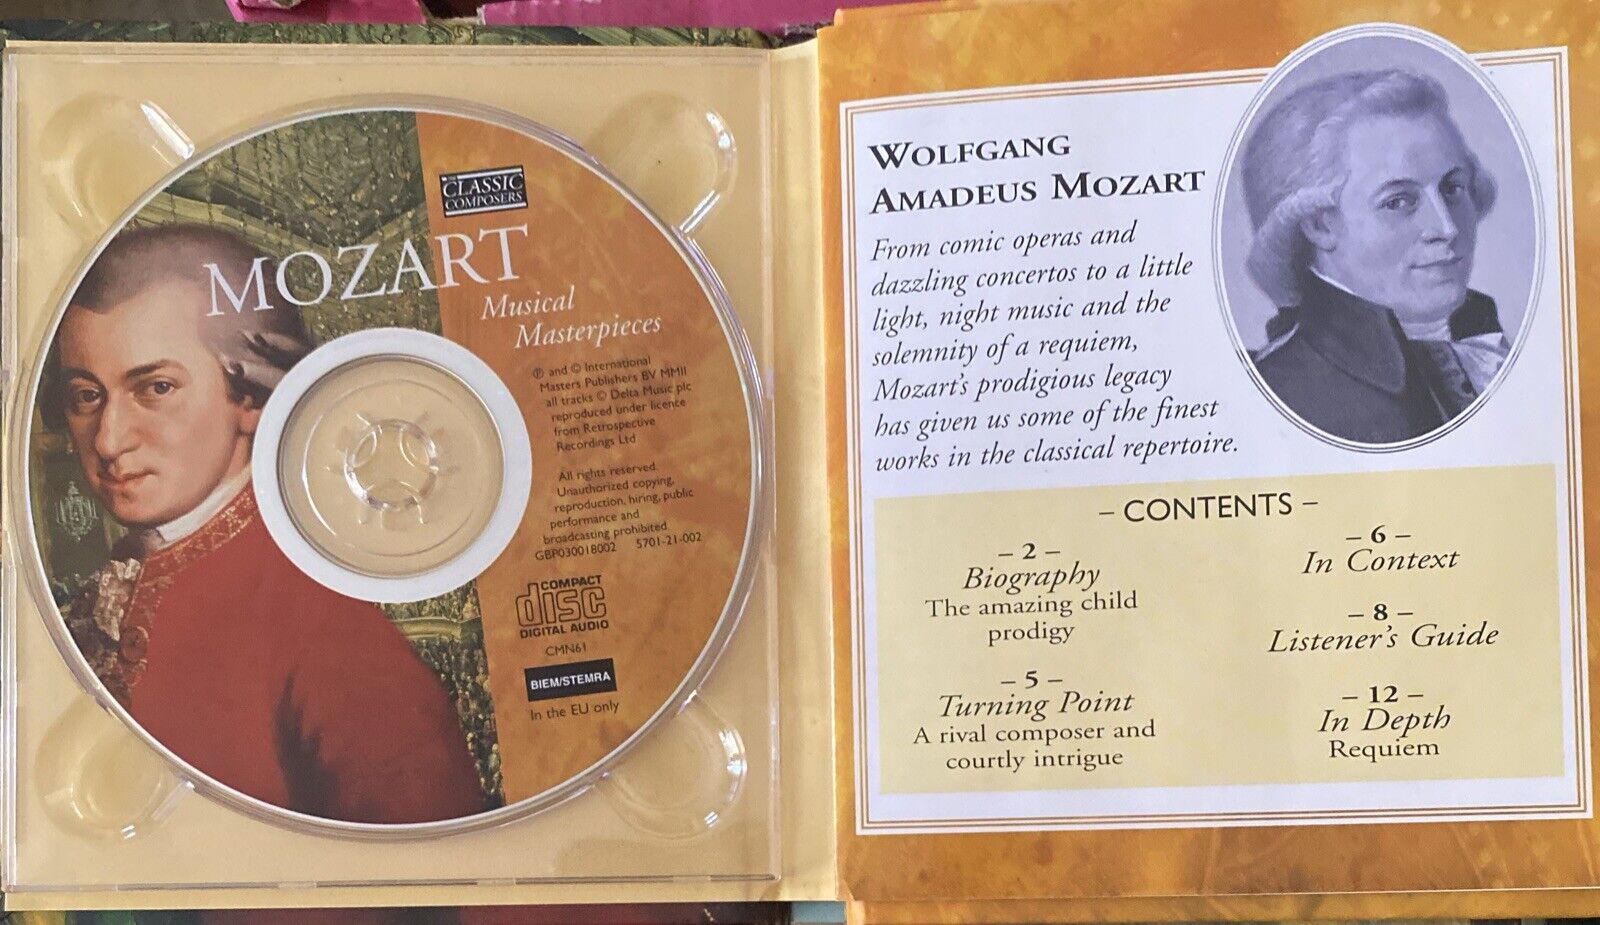 THE
CLASSIC
COMPOSERS
MOZART
Musical
Masterpieces
℗ and © International
Masters Publishers BV MMII
all tracks © Delta Music plc
reproduced under licence
from Retrospective
Recordings Ltd
All rights reserved.
Unauthorized copying,
reproduction, hiring, public
performance and
broadcasting prohibited.
GBP030018002 5701-21-002
COMPACT
disc
DIGITAL AUDIO
CMN61
BIEM/STEMRA
In the EU only
WOLFGANG
AMADEUS MOZART
From comic operas and
dazzling concertos to a little
light, night music and the
solemnity of a requiem,
Mozart's prodigious legacy
has given us some of the finest
works in the classical repertoire.
– CONTENTS –
– 2 –
Biography
The amazing child
prodigy
– 5 –
Turning Point
A rival composer and
courtly intrigue
– 6 –
In Context
– 8 –
Listener's Guide
– 12 –
In Depth
Requiem